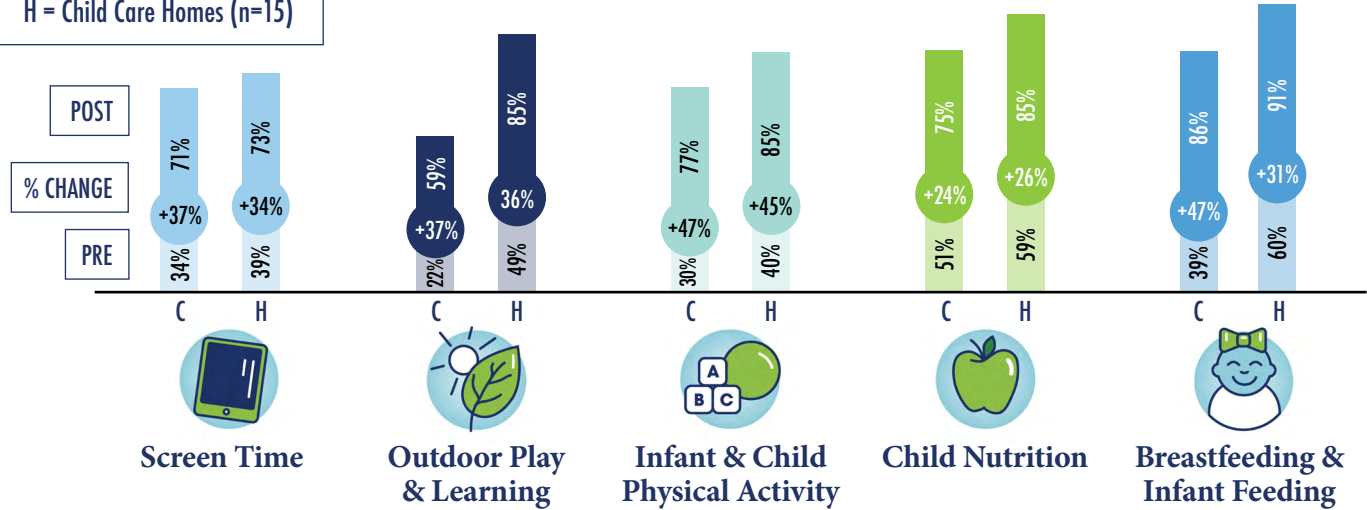 H = Child Care Homes (n=15)
POST
% CHANGE
PRE
71%
+37%
34%
73%
+34%
39%
59%
+37%
22%
85%
36%
49%
77%
+47%
30%
85%
+45%
40%
75%
+24%
51%
85%
+26%
59%
86%
+47%
39%
91%
+31%
60%
C H C H C H C H C H
A
B C
Screen Time
Outdoor Play
& Learning
Infant & Child
Physical Activity
Child Nutrition
Breastfeeding &
Infant Feeding